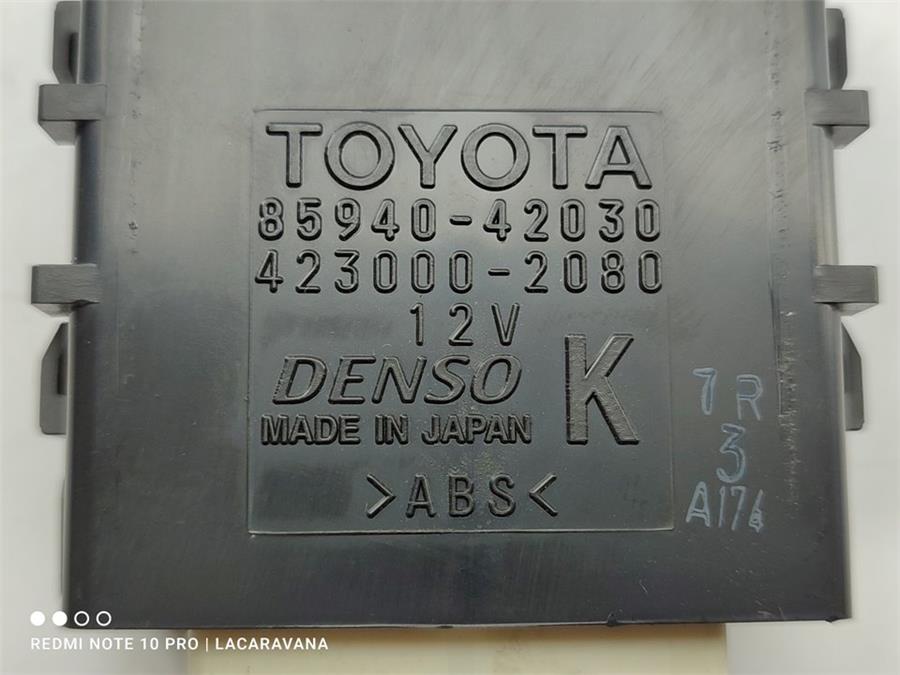 TOYOTA
85940-42030
423000-2080
12V
DENSO K
MADE IN JAPAN
>ABS<
7R
3
A174
REDMI NOTE 10 PRO | LACARAVANA